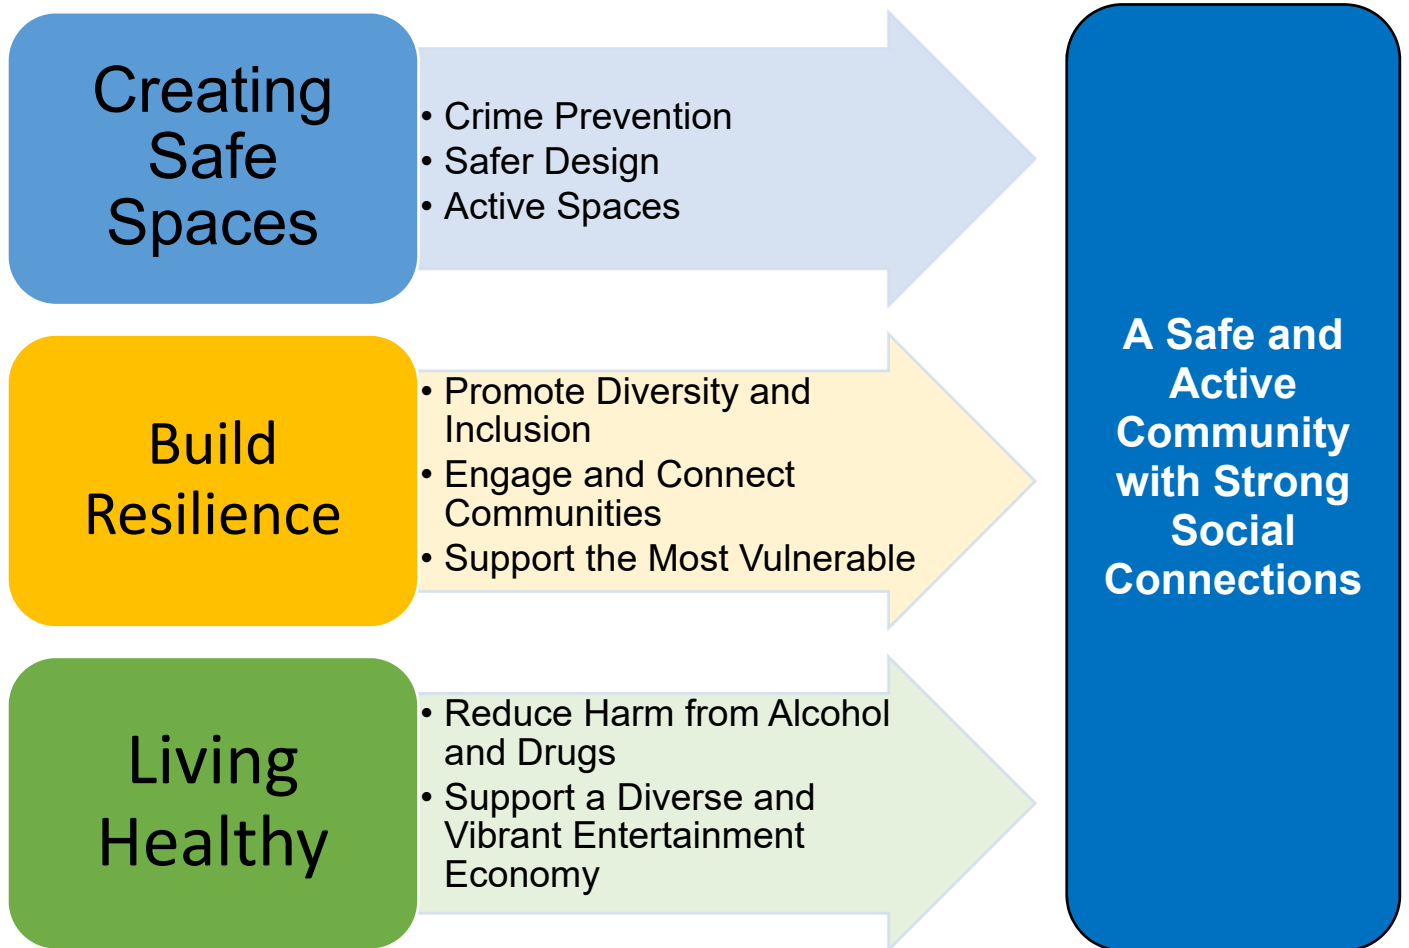 Creating
Safe
Spaces
• Crime Prevention
• Safer Design
• Active Spaces
Build
Resilience
• Promote Diversity and
Inclusion
• Engage and Connect
Communities
• Support the Most Vulnerable
Living
Healthy
• Reduce Harm from Alcohol
and Drugs
• Support a Diverse and
Vibrant Entertainment
Economy
A Safe and
Active
Community
with Strong
Social
Connections